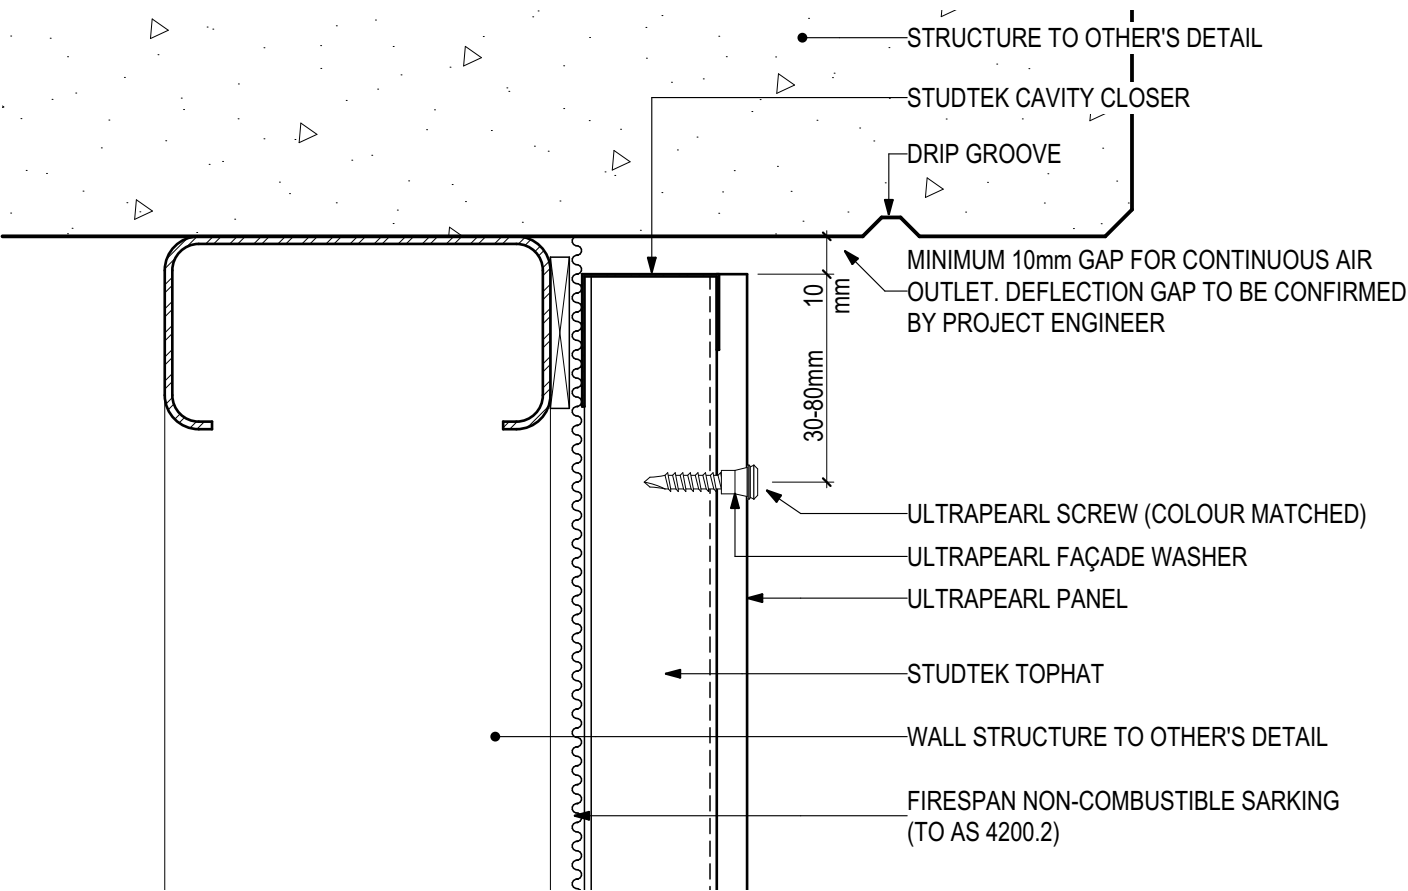 STRUCTURE TO OTHER'S DETAIL
STUDTEK CAVITY CLOSER
DRIP GROOVE
MINIMUM 10mm GAP FOR CONTINUOUS AIR
OUTLET. DEFLECTION GAP TO BE CONFIRMED
BY PROJECT ENGINEER
10
mm
30-80mm
ULTRAPEARL SCREW (COLOUR MATCHED)
ULTRAPEARL FAÇADE WASHER
ULTRAPEARL PANEL
STUDTEK TOPHAT
WALL STRUCTURE TO OTHER'S DETAIL
FIRESPAN NON-COMBUSTIBLE SARKING
(TO AS 4200.2)